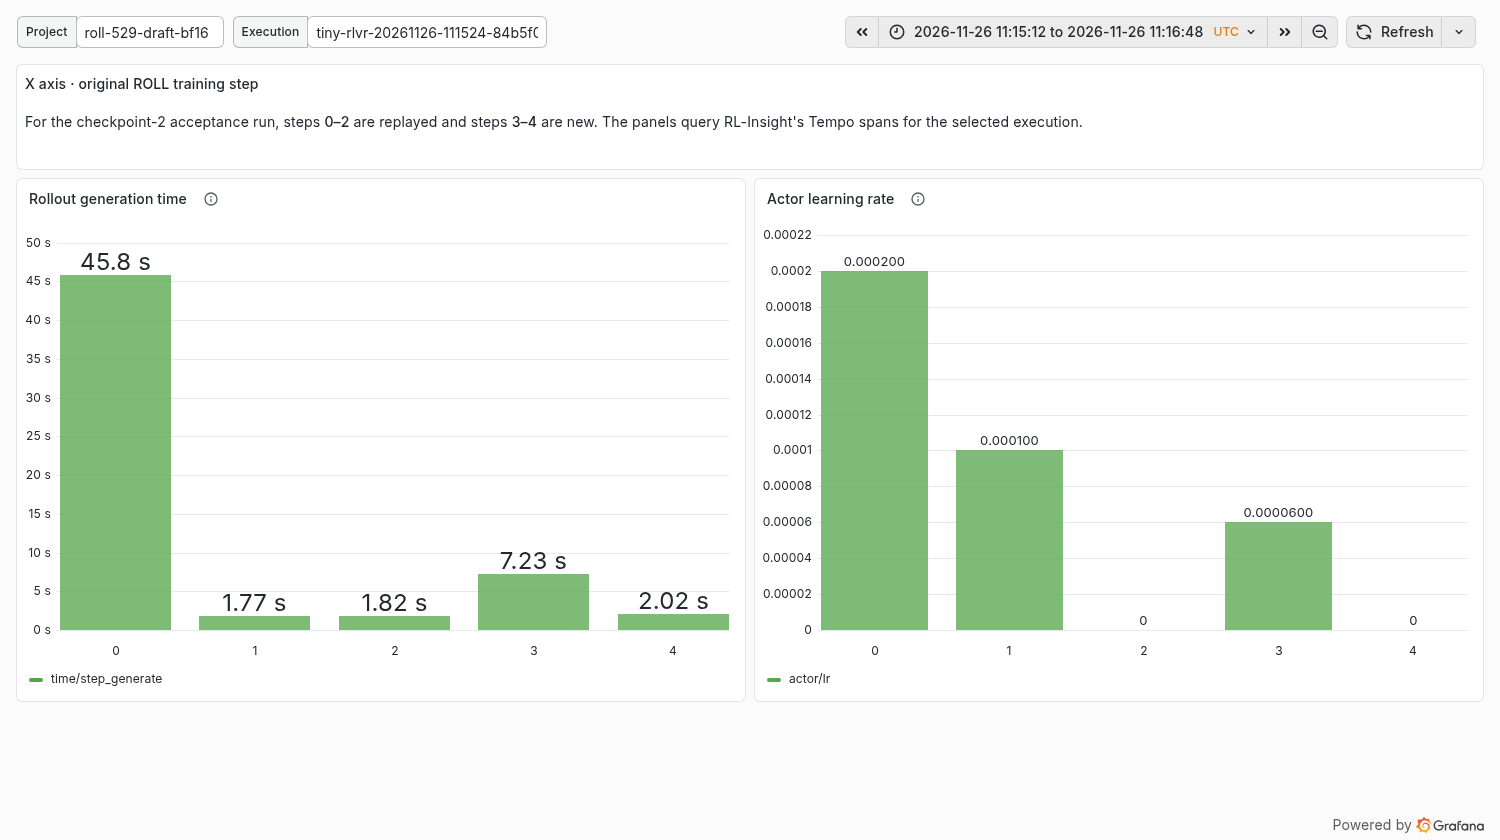 Project roll-529-draft-bf16 Execution tiny-rlvr-20261126-111524-84b5f0 2026-11-26 11:15:12 to 2026-11-26 11:16:48 UTC Refresh
X axis · original ROLL training step
For the checkpoint-2 acceptance run, steps 0–2 are replayed and steps 3–4 are new. The panels query RL-Insight's Tempo spans for the selected execution.
Rollout generation time
50 s
45 s
40 s
35 s
30 s
25 s
20 s
15 s
10 s
5 s
0 s
45.8 s
1.77 s
1.82 s
7.23 s
2.02 s
0 1 2 3 4
time/step_generate
Actor learning rate
0.00022
0.0002
0.00018
0.00016
0.00014
0.00012
0.0001
0.00008
0.00006
0.00004
0.00002
0
0.000200
0.000100
0
0.0000600
0
0 1 2 3 4
actor/lr
Powered by Grafana